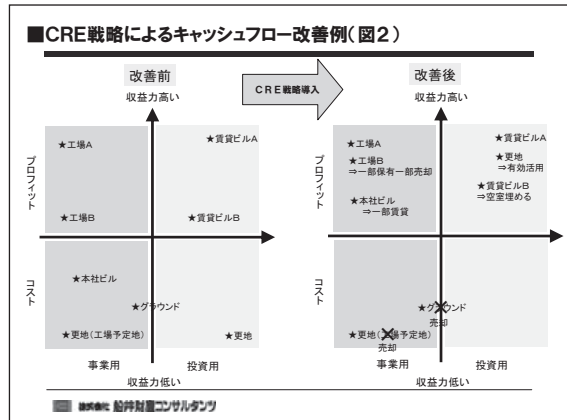 ■CRE戦略によるキャッシュフロー改善例(図2)
改善前
収益力高い
CRE戦略導入
改善後
収益力高い
プロフィット
コスト
★工場A
★賃貸ビルA
★工場B
★賃貸ビルB
★本社ビル
★グラウンド
★更地(工場予定地)
★更地
事業用
投資用
収益力低い
プロフィット
コスト
★工場A
★工場B
⇒一部保有一部売却
★本社ビル
⇒一部賃貸
★賃貸ビルA
★更地
⇒有効活用
★賃貸ビルB
⇒空室埋める
★グラウンド
売却
★更地(工場予定地)
売却
事業用
投資用
収益力低い
株式会社 船井財産コンサルタンツ